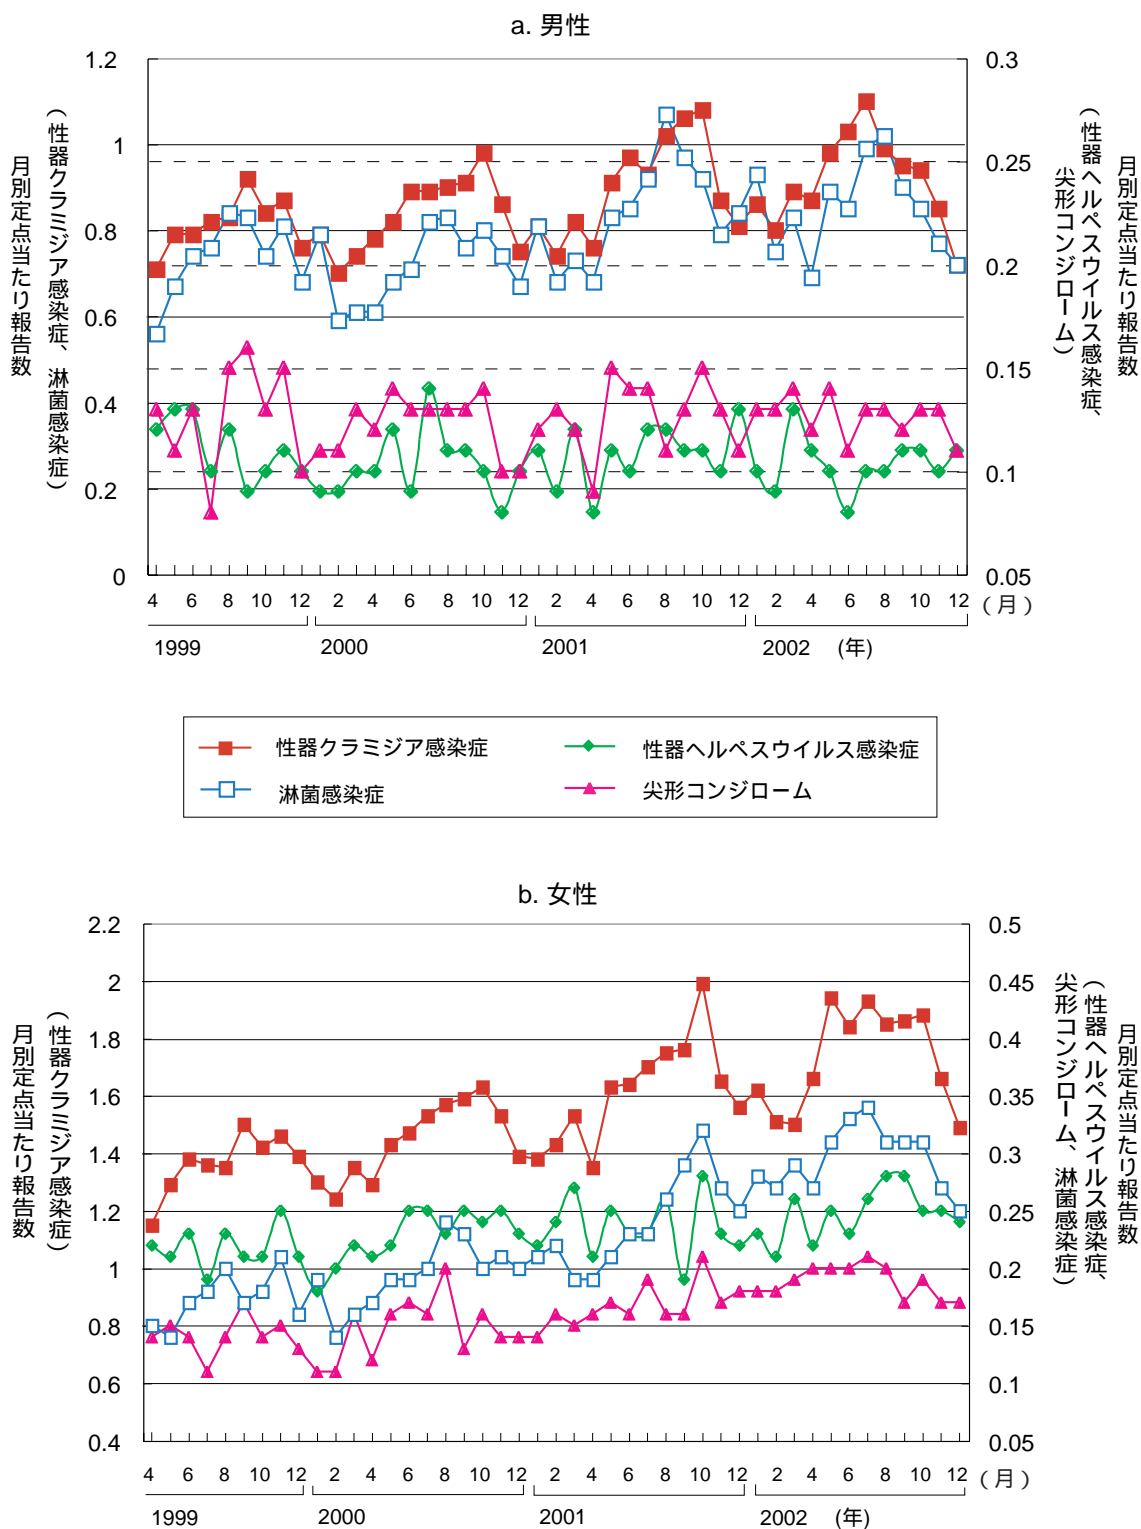 a. 男性
月別定点当たり報告数
(性器クラミジア感染症、淋菌感染症)
1.2
1
0.8
0.6
0.4
0.2
0
0.3
0.25
0.2
0.15
0.1
0.05
(性器ヘルペスウイルス感染症、
尖形コンジローム)
月別定点当たり報告数
4 6 8 10 12 2 4 6 8 10 12 2 4 6 8 10 12 2 4 6 8 10 12 (月)
1999 2000 2001 2002 (年)
性器クラミジア感染症 性器ヘルペスウイルス感染症
淋菌感染症 尖形コンジローム
b. 女性
月別定点当たり報告数
(性器クラミジア感染症)
2.2
2
1.8
1.6
1.4
1.2
1
0.8
0.6
0.4
0.5
0.45
0.4
0.35
0.3
0.25
0.2
0.15
0.1
0.05
(性器ヘルペスウイルス感染症、
尖形コンジローム、淋菌感染症)
月別定点当たり報告数
4 6 8 10 12 2 4 6 8 10 12 2 4 6 8 10 12 2 4 6 8 10 12 (月)
1999 2000 2001 2002 (年)